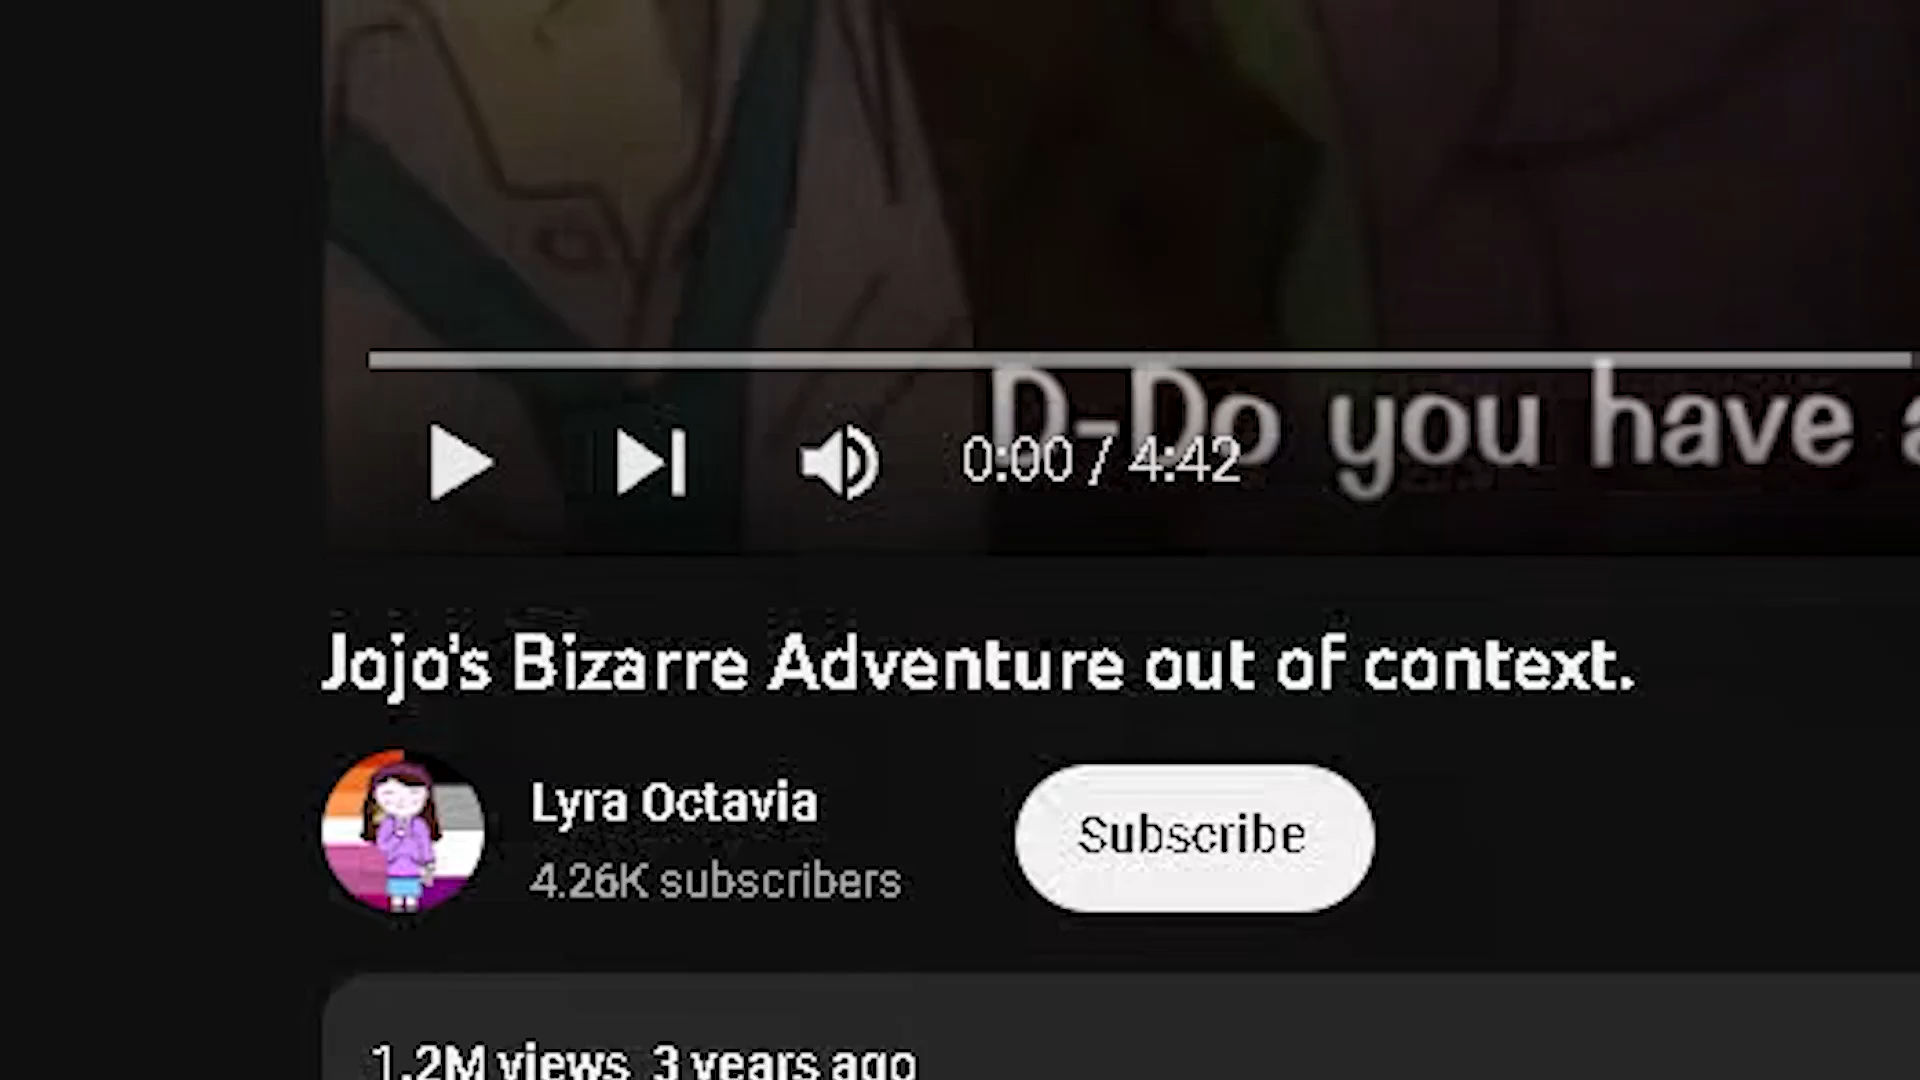 D-Do you have a
0:00 / 4:42
Jojo's Bizarre Adventure out of context.
Lyra Octavia
4.26K subscribers
Subscribe
1.2M views 3 years ago